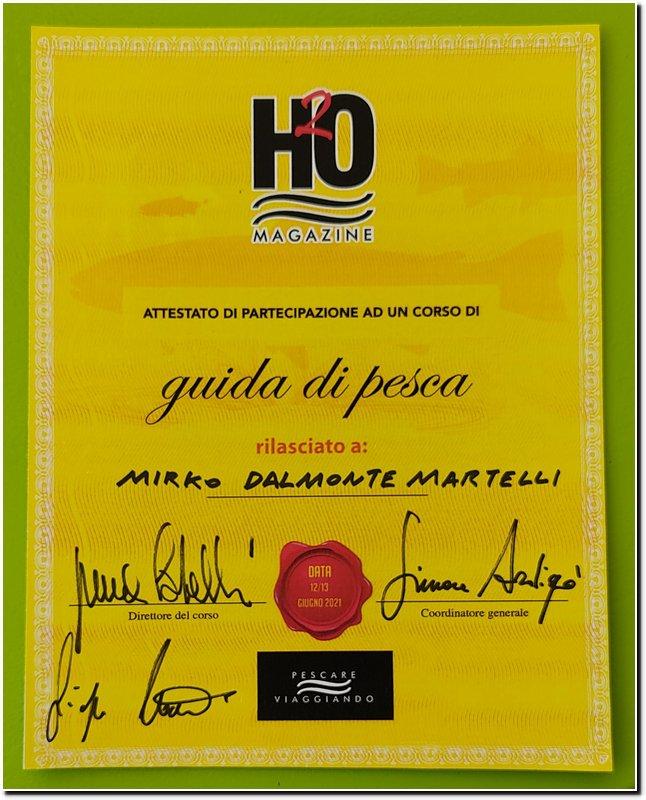 H2O
MAGAZINE
ATTESTATO DI PARTECIPAZIONE AD UN CORSO DI
guida di pesca
rilasciato a:
MIRKO DALMONTE MARTELLI
Direttore del corso
DATA
12/13
GIUGNO 2021
Simone
Coordinatore generale
PESCARE
VIAGGIANDO